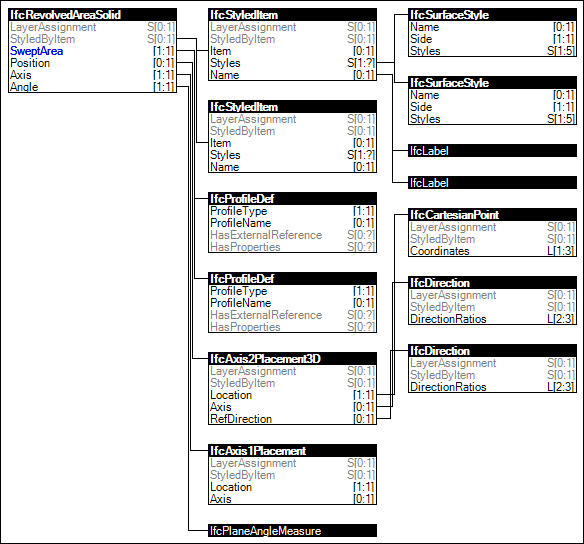 IfcRevolvedAreaSolid
LayerAssignment S[0:1]
StyledByItem S[0:1]
SweptArea [1:1]
Position [0:1]
Axis [1:1]
Angle [1:1]
IfcStyledItem
LayerAssignment S[0:1]
StyledByItem S[0:1]
Item [0:1]
Styles S[1:?]
Name [0:1]
IfcStyledItem
LayerAssignment S[0:1]
StyledByItem S[0:1]
Item [0:1]
Styles S[1:?]
Name [0:1]
IfcProfileDef
ProfileType [1:1]
ProfileName [0:1]
HasExternalReference S[0:?]
HasProperties S[0:?]
IfcProfileDef
ProfileType [1:1]
ProfileName [0:1]
HasExternalReference S[0:?]
HasProperties S[0:?]
IfcAxis2Placement3D
LayerAssignment S[0:1]
StyledByItem S[0:1]
Location [1:1]
Axis [0:1]
RefDirection [0:1]
IfcAxis1Placement
LayerAssignment S[0:1]
StyledByItem S[0:1]
Location [1:1]
Axis [0:1]
IfcPlaneAngleMeasure
IfcSurfaceStyle
Name [0:1]
Side [1:1]
Styles S[1:5]
IfcSurfaceStyle
Name [0:1]
Side [1:1]
Styles S[1:5]
IfcLabel
IfcLabel
IfcCartesianPoint
LayerAssignment S[0:1]
StyledByItem S[0:1]
Coordinates L[1:3]
IfcDirection
LayerAssignment S[0:1]
StyledByItem S[0:1]
DirectionRatios L[2:3]
IfcDirection
LayerAssignment S[0:1]
StyledByItem S[0:1]
DirectionRatios L[2:3]